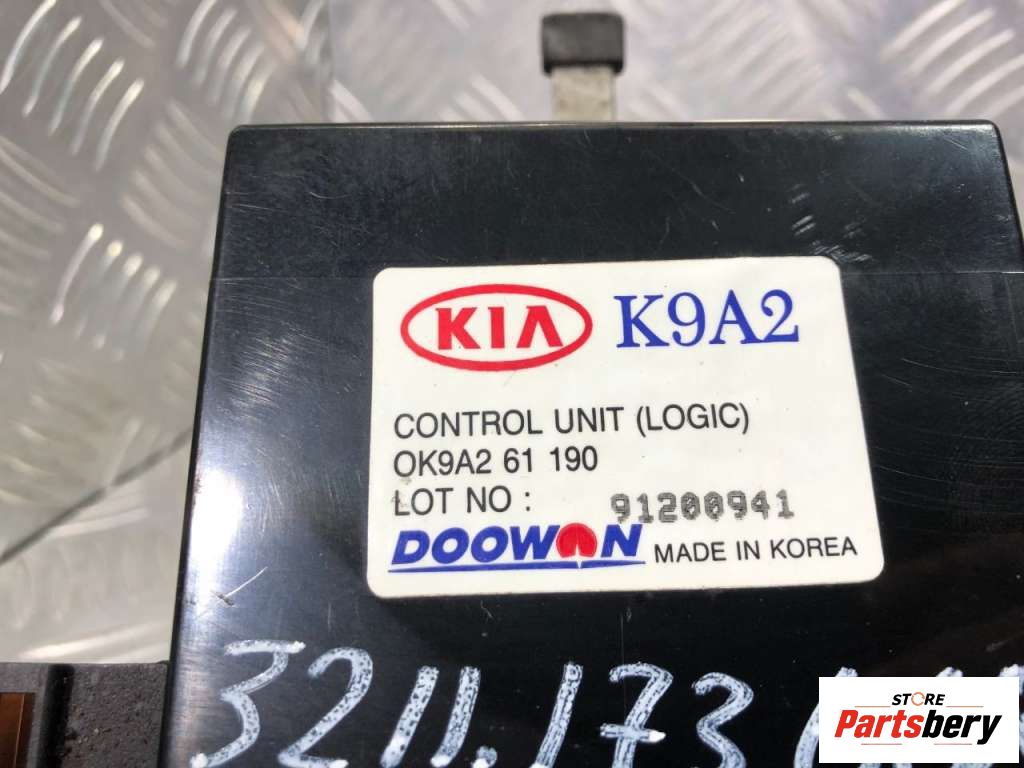 KIA K9A2
CONTROL UNIT (LOGIC)
OK9A2 61 190
LOT NO : 91200941
DOOWON MADE IN KOREA
3211.173
STORE
Partsbery